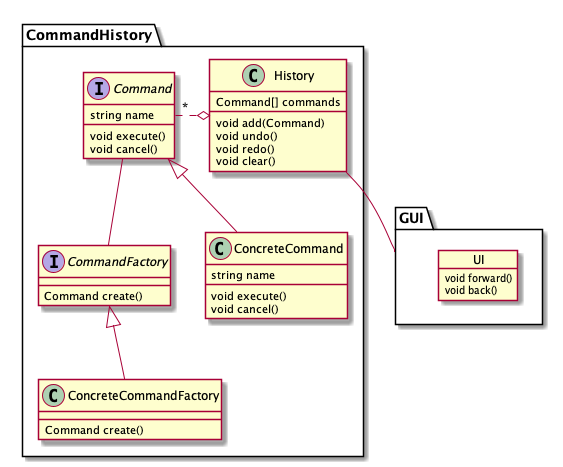 CommandHistory
I Command
string name
void execute()
void cancel()
*
C History
Command[] commands
void add(Command)
void undo()
void redo()
void clear()
I CommandFactory
Command create()
C ConcreteCommand
string name
void execute()
void cancel()
C ConcreteCommandFactory
Command create()
GUI
UI
void forward()
void back()